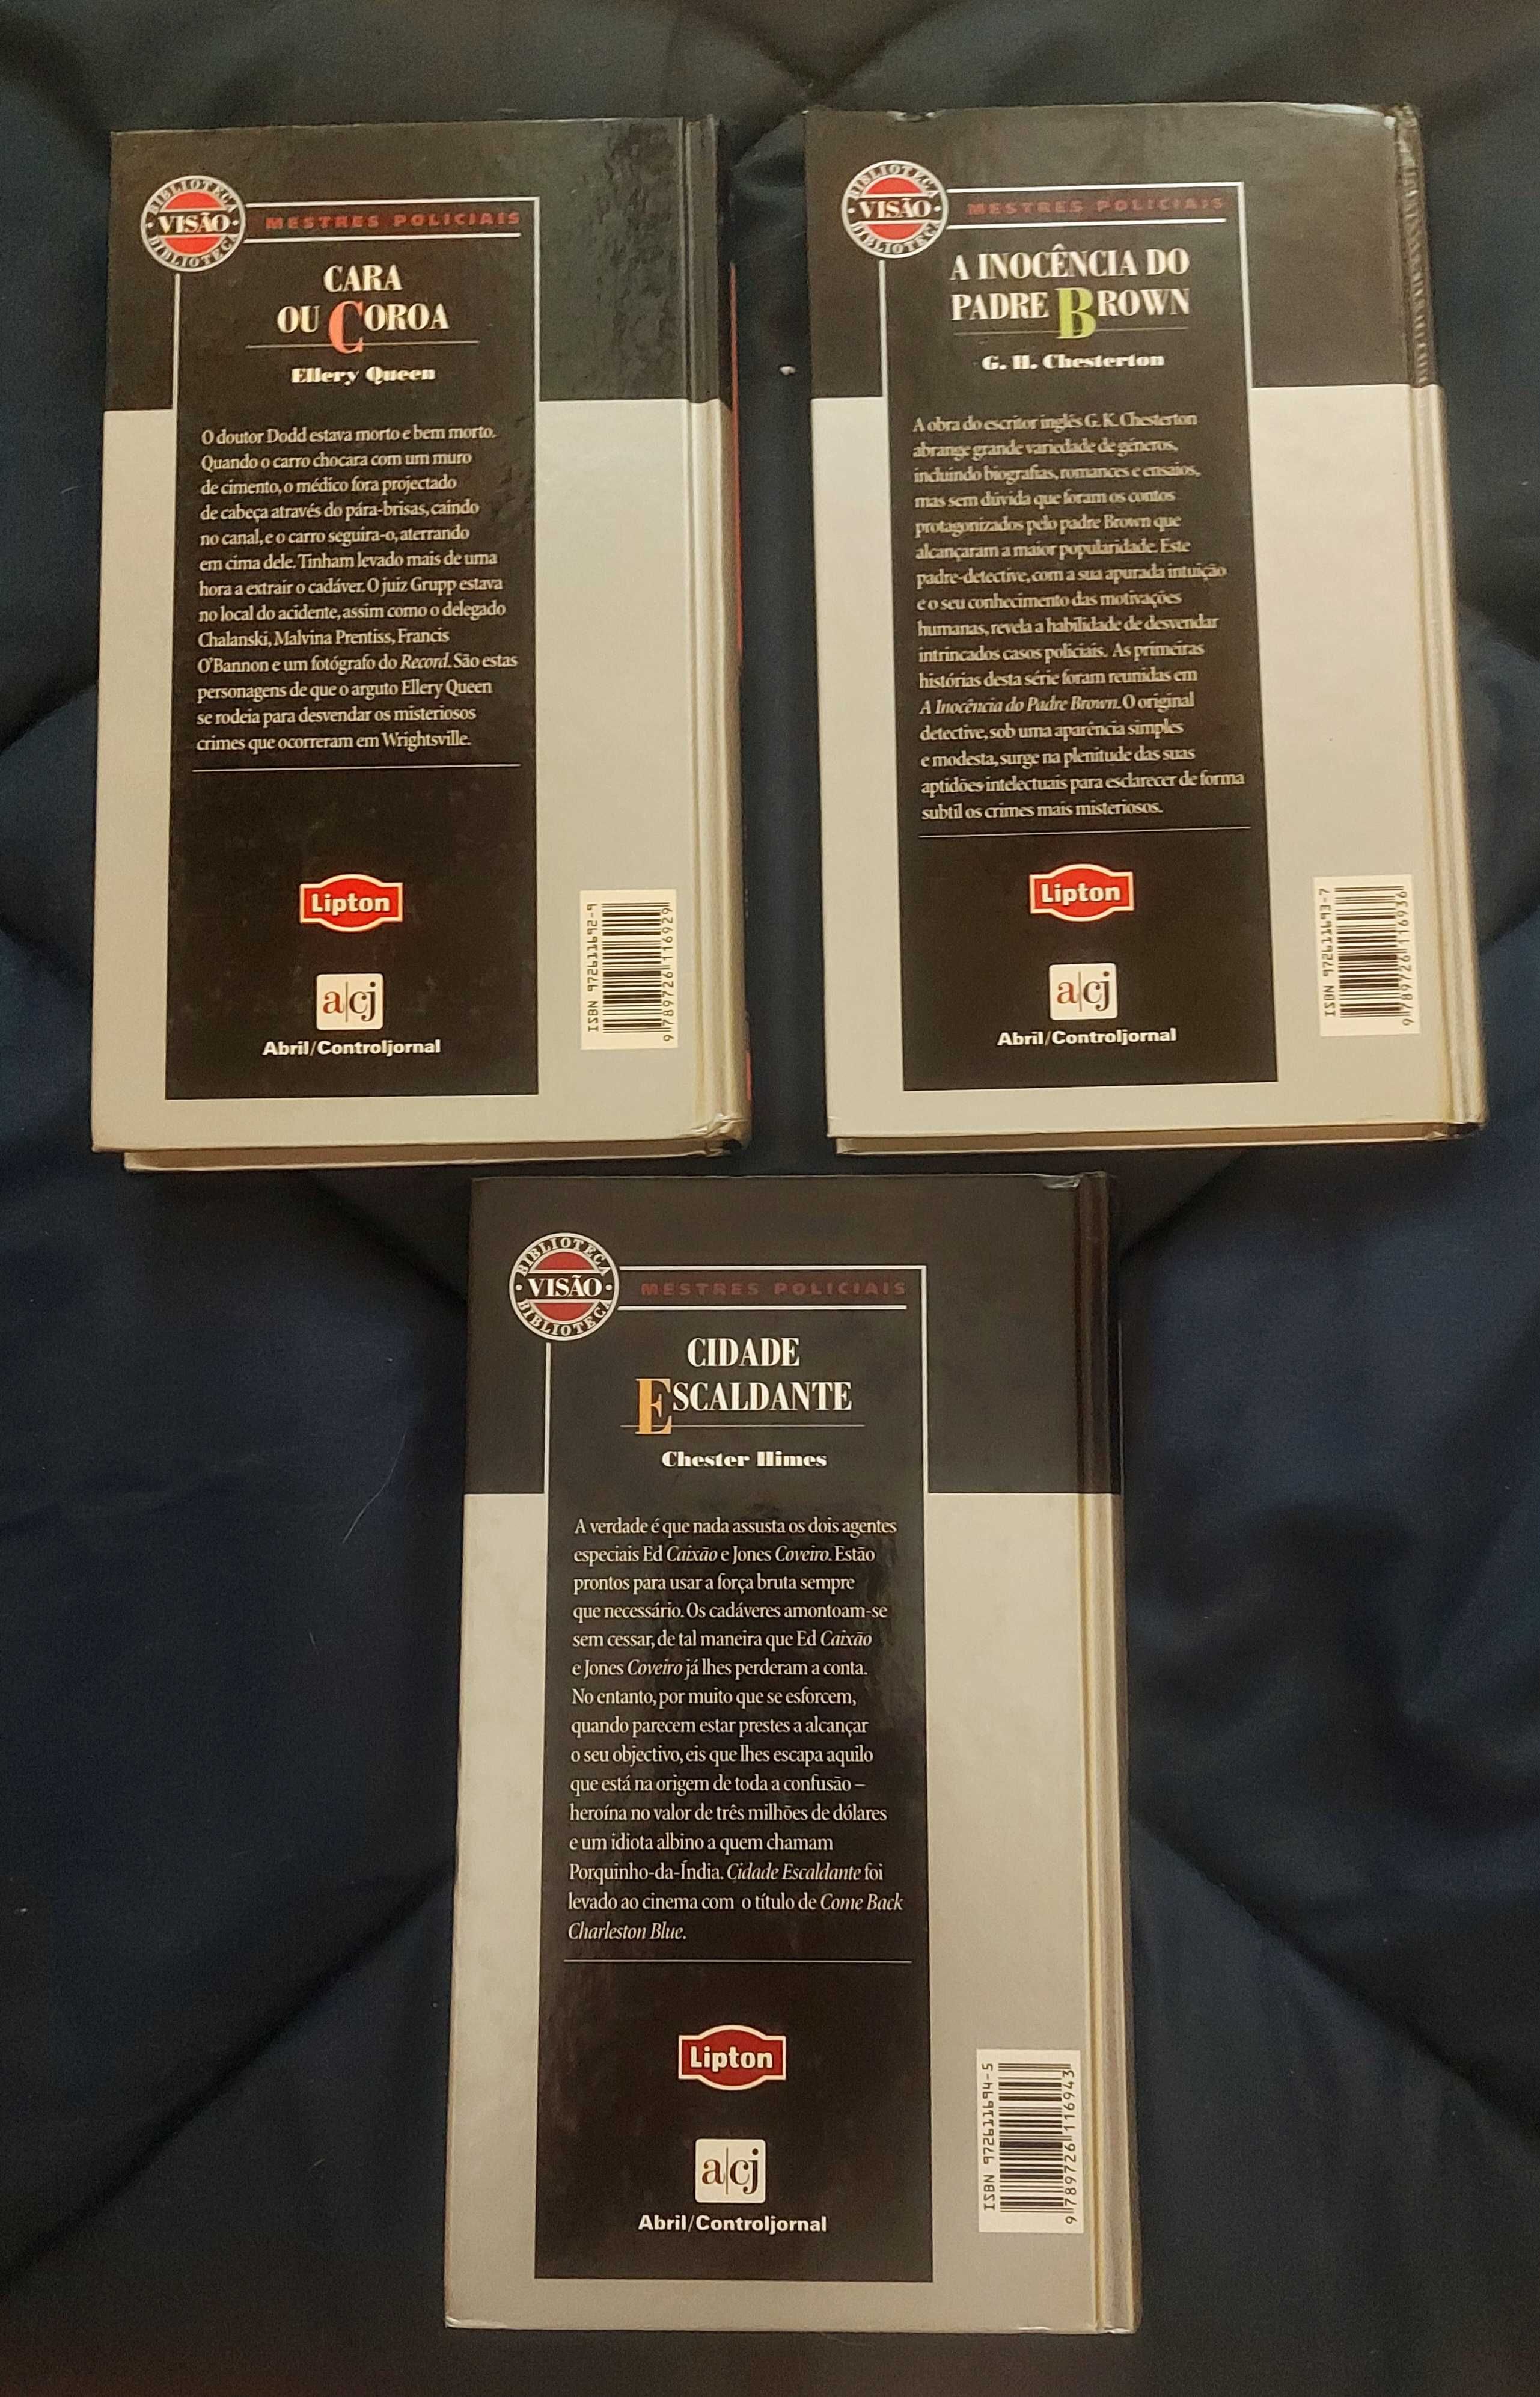 BIBLIOTECA
VISÃO
BIBLIOTECA
MESTRES POLICIAIS
CARA
OU COROA
Ellery Queen
O doutor Dodd estava morto e bem morto.
Quando o carro chocara com um muro
de cimento, o médico fora projectado
de cabeça através do pára-brisas, caindo
no canal, e o carro seguira-o, aterrando
em cima dele. Tinham levado mais de uma
hora a extrair o cadáver. O juiz Grupp estava
no local do acidente, assim como o delegado
Chalanski, Malvina Prentiss, Francis
O'Bannon e um fotógrafo do Record. São estas
personagens de que o arguto Ellery Queen
se rodeia para desvendar os misteriosos
crimes que ocorreram em Wrightsville.
Lipton
a|cj
Abril/Controljornal
ISBN 972611692-9
9 789726 116929
BIBLIOTECA
VISÃO
BIBLIOTECA
MESTRES POLICIAIS
A INOCÊNCIA DO
PADRE BROWN
G. K. Chesterton
A obra do escritor inglês G. K. Chesterton
abrange grande variedade de géneros,
incluindo biografias, romances e ensaios,
mas sem dúvida que foram os contos
protagonizados pelo padre Brown que
alcançaram a maior popularidade. Este
padre-detective, com a sua apurada intuição
e o seu conhecimento das motivações
humanas, revela a habilidade de desvendar
intrincados casos policiais. As primeiras
histórias desta série foram reunidas em
A Inocência do Padre Brown. O original
detective, sob uma aparência simples
e modesta, surge na plenitude das suas
aptidões intelectuais para esclarecer de forma
subtil os crimes mais misteriosos.
Lipton
a|cj
Abril/Controljornal
ISBN 972611693-7
9 789726 116936
BIBLIOTECA
VISÃO
BIBLIOTECA
MESTRES POLICIAIS
CIDADE
ESCALDANTE
Chester Himes
A verdade é que nada assusta os dois agentes
especiais Ed Caixão e Jones Coveiro. Estão
prontos para usar a força bruta sempre
que necessário. Os cadáveres amontoam-se
sem cessar, de tal maneira que Ed Caixão
e Jones Coveiro já lhes perderam a conta.
No entanto, por muito que se esforcem,
quando parecem estar prestes a alcançar
o seu objectivo, eis que lhes escapa aquilo
que está na origem de toda a confusão –
heroína no valor de três milhões de dólares
e um idiota albino a quem chamam
Porquinho-da-Índia. Cidade Escaldante foi
levado ao cinema com o título de Come Back
Charleston Blue.
Lipton
a|cj
Abril/Controljornal
ISBN 972611694-5
9 789726 116943